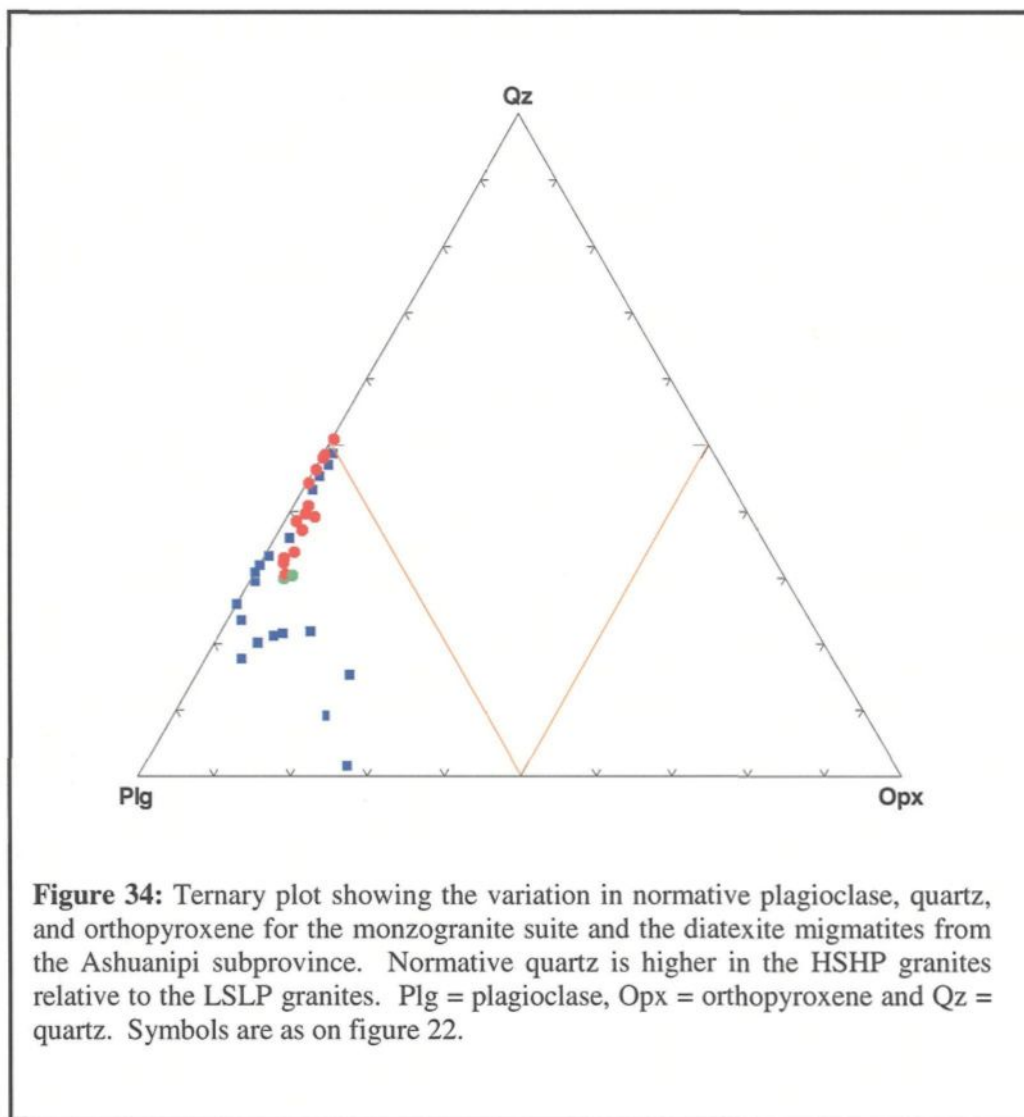 Qz
Plg
Opx
Figure 34: Ternary plot showing the variation in normative plagioclase, quartz,
and orthopyroxene for the monzogranite suite and the diatexite migmatites from
the Ashuanipi subprovince. Normative quartz is higher in the HSHP granites
relative to the LSLP granites. Plg = plagioclase, Opx = orthopyroxene and Qz =
quartz. Symbols are as on figure 22.